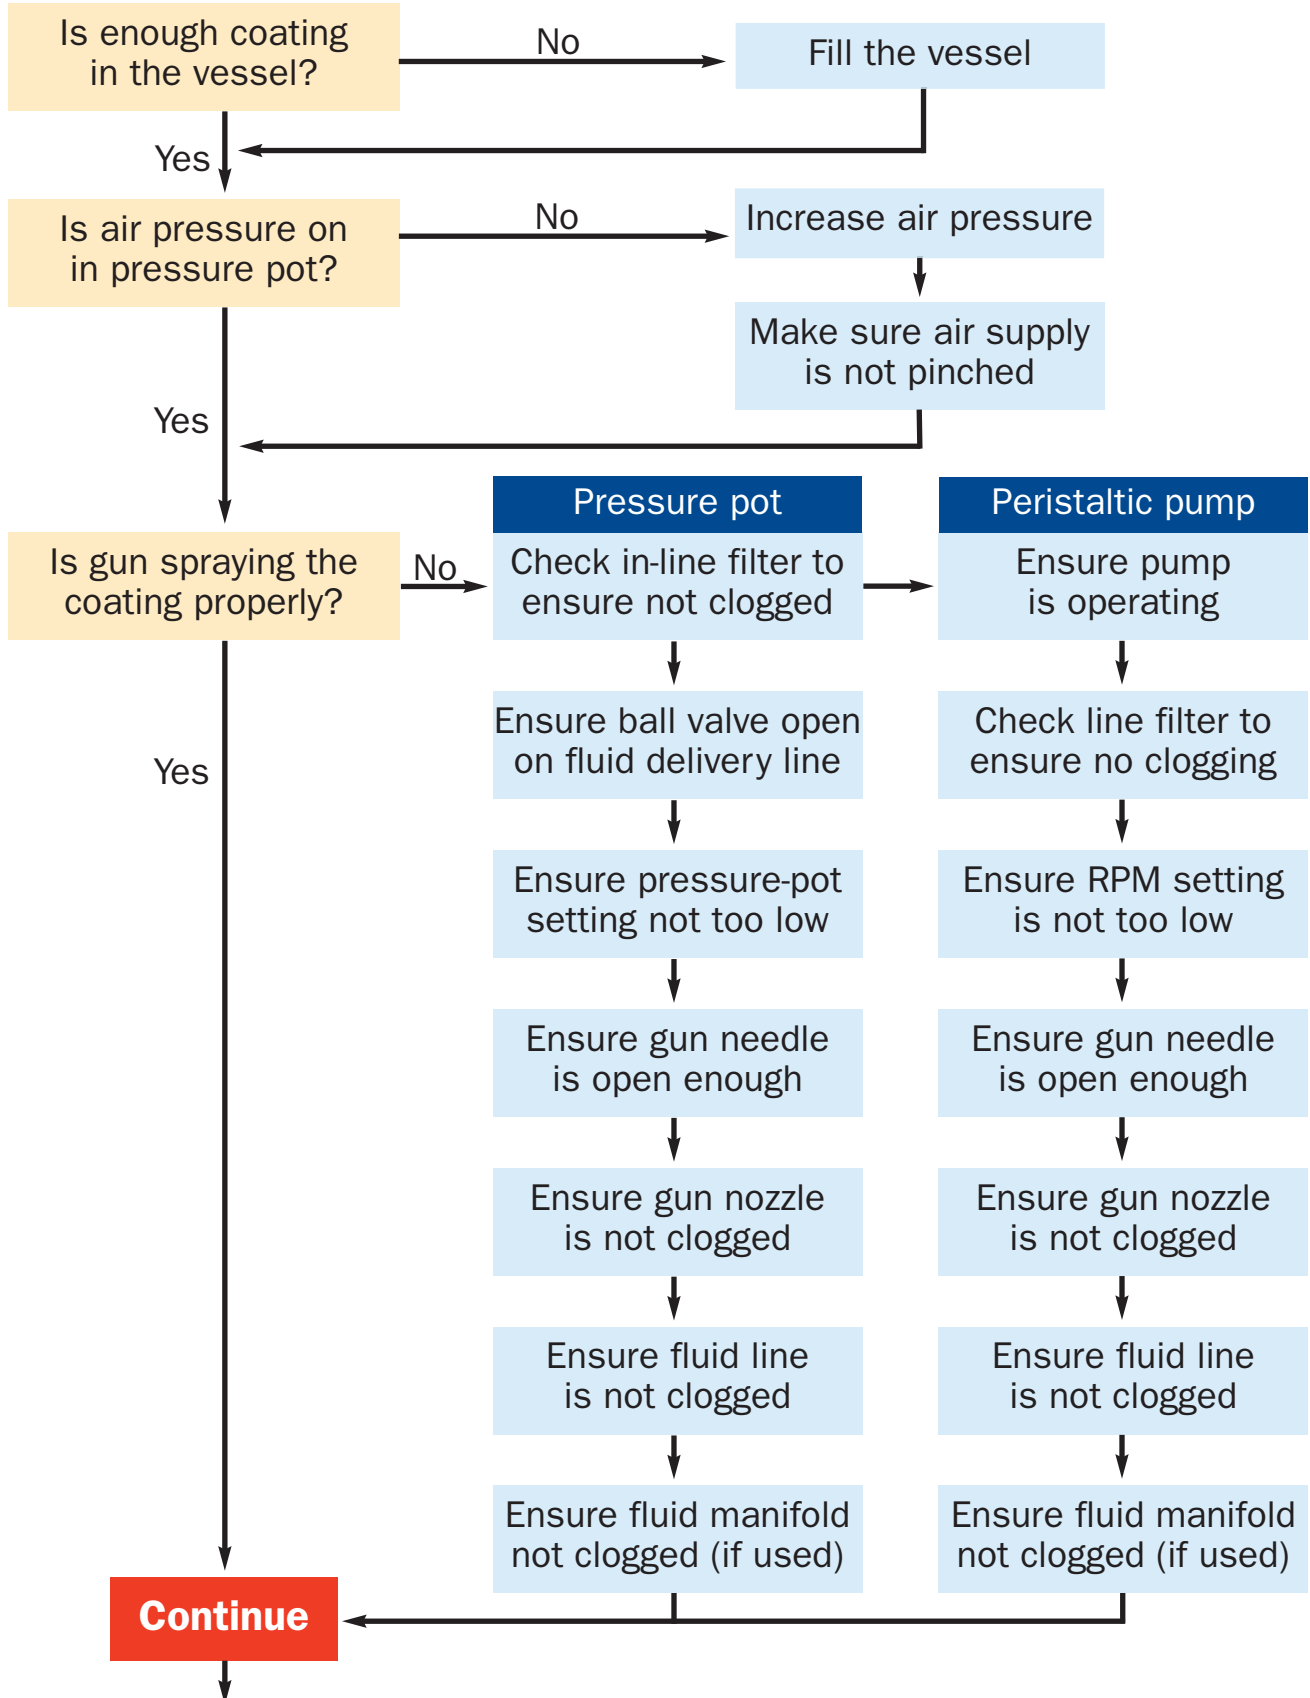 Is enough coating
in the vessel?
No
Fill the vessel
Yes
Is air pressure on
in pressure pot?
No
Increase air pressure
Make sure air supply
is not pinched
Yes
Is gun spraying the
coating properly?
No
Pressure pot
Check in-line filter to
ensure not clogged
Ensure ball valve open
on fluid delivery line
Ensure pressure-pot
setting not too low
Ensure gun needle
is open enough
Ensure gun nozzle
is not clogged
Ensure fluid line
is not clogged
Ensure fluid manifold
not clogged (if used)
Peristaltic pump
Ensure pump
is operating
Check line filter to
ensure no clogging
Ensure RPM setting
is not too low
Ensure gun needle
is open enough
Ensure gun nozzle
is not clogged
Ensure fluid line
is not clogged
Ensure fluid manifold
not clogged (if used)
Yes
Continue